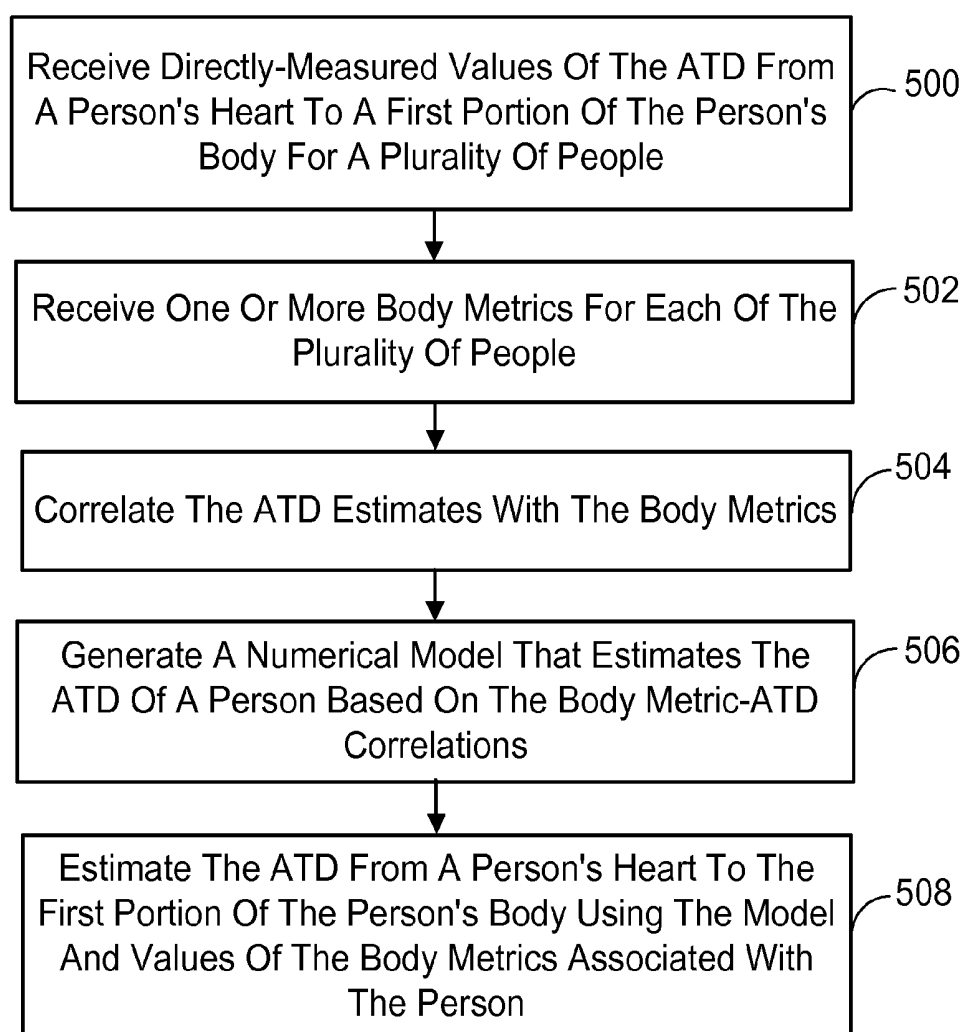 Receive Directly-Measured Values Of The ATD From
A Person's Heart To A First Portion Of The Person's
Body For A Plurality Of People
500
Receive One Or More Body Metrics For Each Of The
Plurality Of People
502
Correlate The ATD Estimates With The Body Metrics
504
Generate A Numerical Model That Estimates The
ATD Of A Person Based On The Body Metric-ATD
Correlations
506
Estimate The ATD From A Person's Heart To The
First Portion Of The Person's Body Using The Model
And Values Of The Body Metrics Associated With
The Person
508